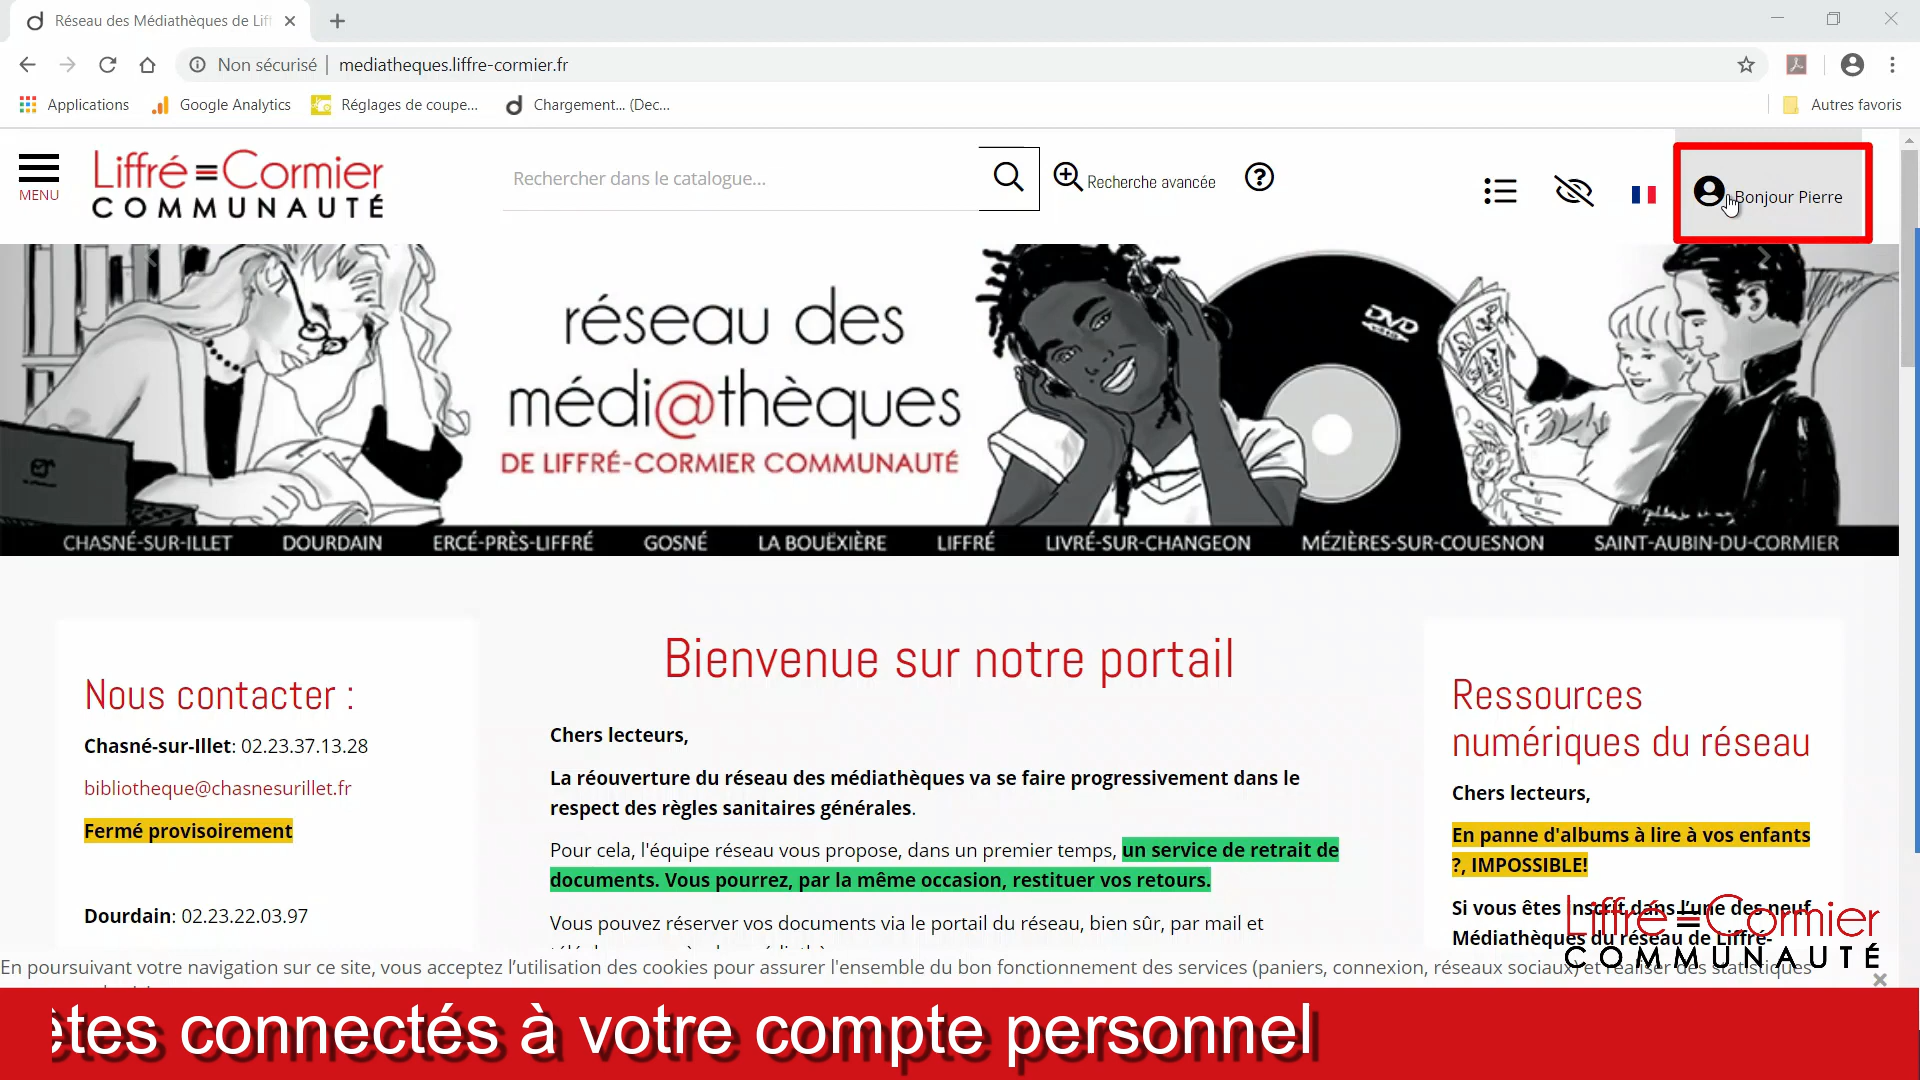 Réseau des Médiathèques de Liff
Non sécurisé | mediatheques.liffre-cormier.fr
Applications
Google Analytics
Réglages de coupe...
Chargement... (Dec...
Autres favoris
MENU
Liffré=Cormier
COMMUNAUTÉ
Rechercher dans le catalogue...
Recherche avancée
Bonjour Pierre
réseau des
médi@thèques
DE LIFFRÉ-CORMIER COMMUNAUTÉ
DVD
CHASNÉ-SUR-ILLET DOURDAIN ERCÉ-PRÈS-LIFFRÉ GOSNÉ LA BOUËXIÈRE LIFFRÉ LIVRÉ-SUR-CHANGEON MÉZIÈRES-SUR-COUESNON SAINT-AUBIN-DU-CORMIER
Nous contacter :
Chasné-sur-Illet: 02.23.37.13.28
bibliotheque@chasnesurillet.fr
Fermé provisoirement
Dourdain: 02.23.22.03.97
Bienvenue sur notre portail
Chers lecteurs,
La réouverture du réseau des médiathèques va se faire progressivement dans le
respect des règles sanitaires générales.
Pour cela, l'équipe réseau vous propose, dans un premier temps, un service de retrait de
documents. Vous pourrez, par la même occasion, restituer vos retours.
Vous pouvez réserver vos documents via le portail du réseau, bien sûr, par mail et
Ressources
numériques du réseau
Chers lecteurs,
En panne d'albums à lire à vos enfants
?, IMPOSSIBLE!
Si vous êtes inscrit dans l'une des neuf
Médiathèques du réseau de Liffré-
Liffré=Cormier
COMMUNAUTÉ
En poursuivant votre navigation sur ce site, vous acceptez l'utilisation des cookies pour assurer l'ensemble du bon fonctionnement des services (paniers, connexion, réseaux sociaux) et réaliser des statistiques
êtes connectés à votre compte personnel